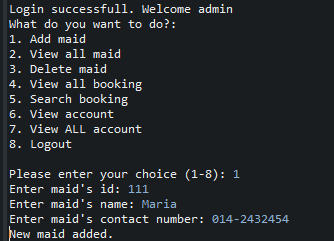 Login successfull. Welcome admin
What do you want to do?:
1. Add maid
2. View all maid
3. Delete maid
4. View all booking
5. Search booking
6. View account
7. View ALL account
8. Logout
Please enter your choice (1-8): 1
Enter maid's id: 111
Enter maid's name: Maria
Enter maid's contact number: 014-2432454
New maid added.